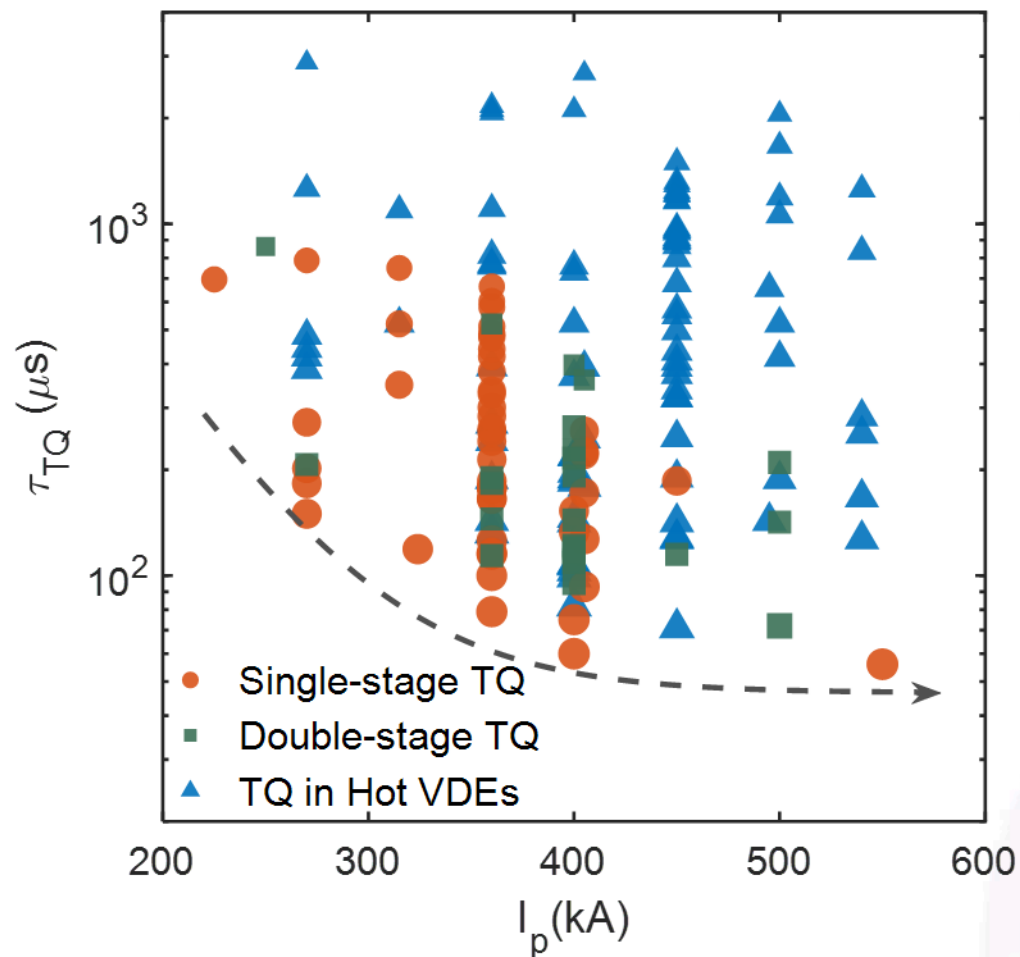 10³
10²
τ_TQ (μs)
Single-stage TQ
Double-stage TQ
TQ in Hot VDEs
200 300 400 500 600
I_p(kA)